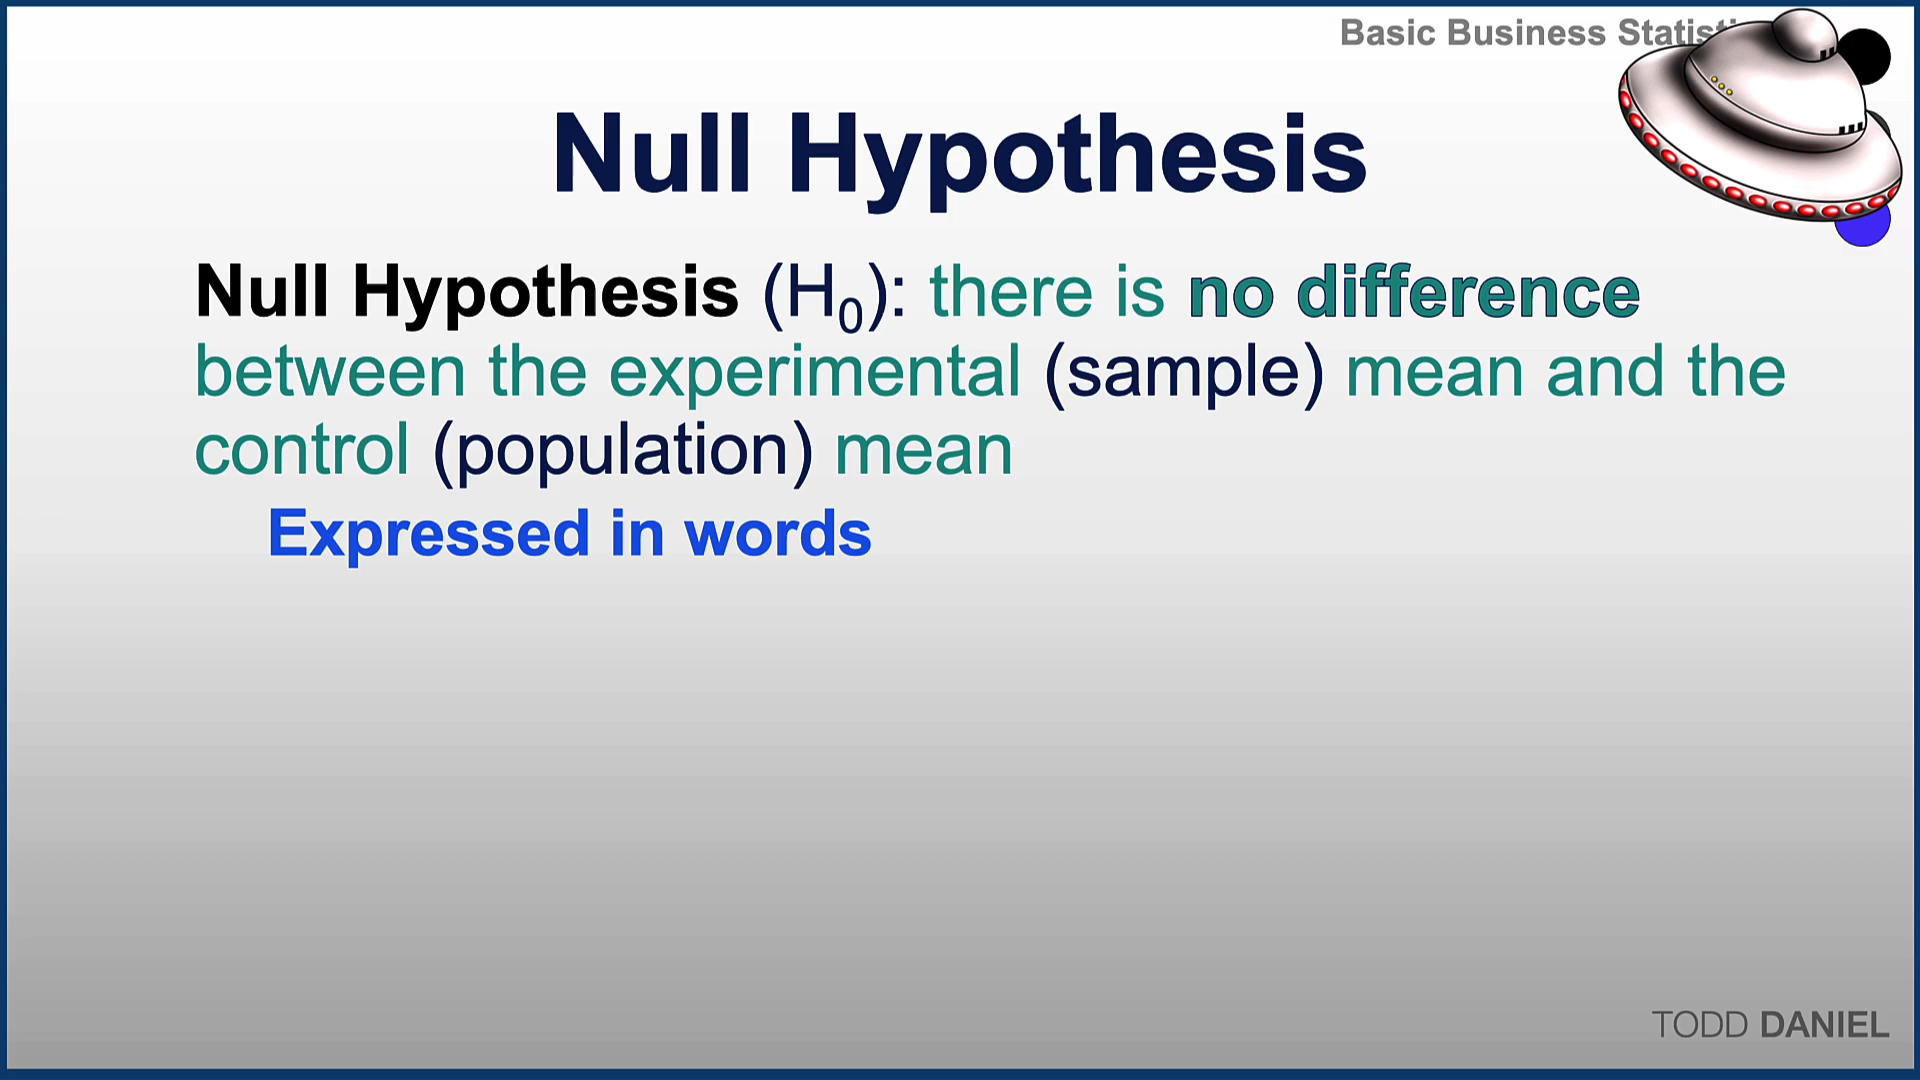 Basic Business
Null Hypothesis
Null Hypothesis (H₀): there is no difference
between the experimental (sample) mean and the
control (population) mean
Expressed in words
TODD DANIEL